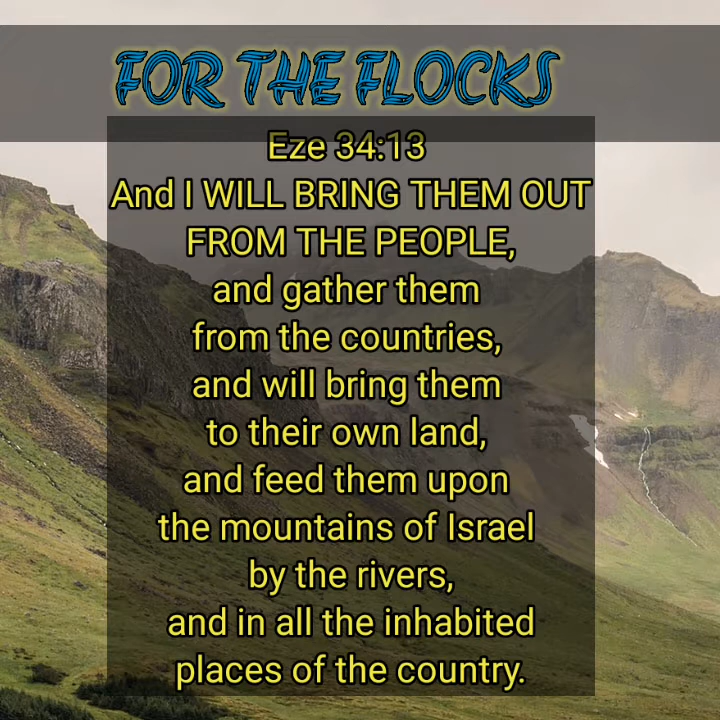 FOR THE FLOCKS
Eze 34:13
And I WILL BRING THEM OUT
FROM THE PEOPLE,
and gather them
from the countries,
and will bring them
to their own land,
and feed them upon
the mountains of Israel
by the rivers,
and in all the inhabited
places of the country.